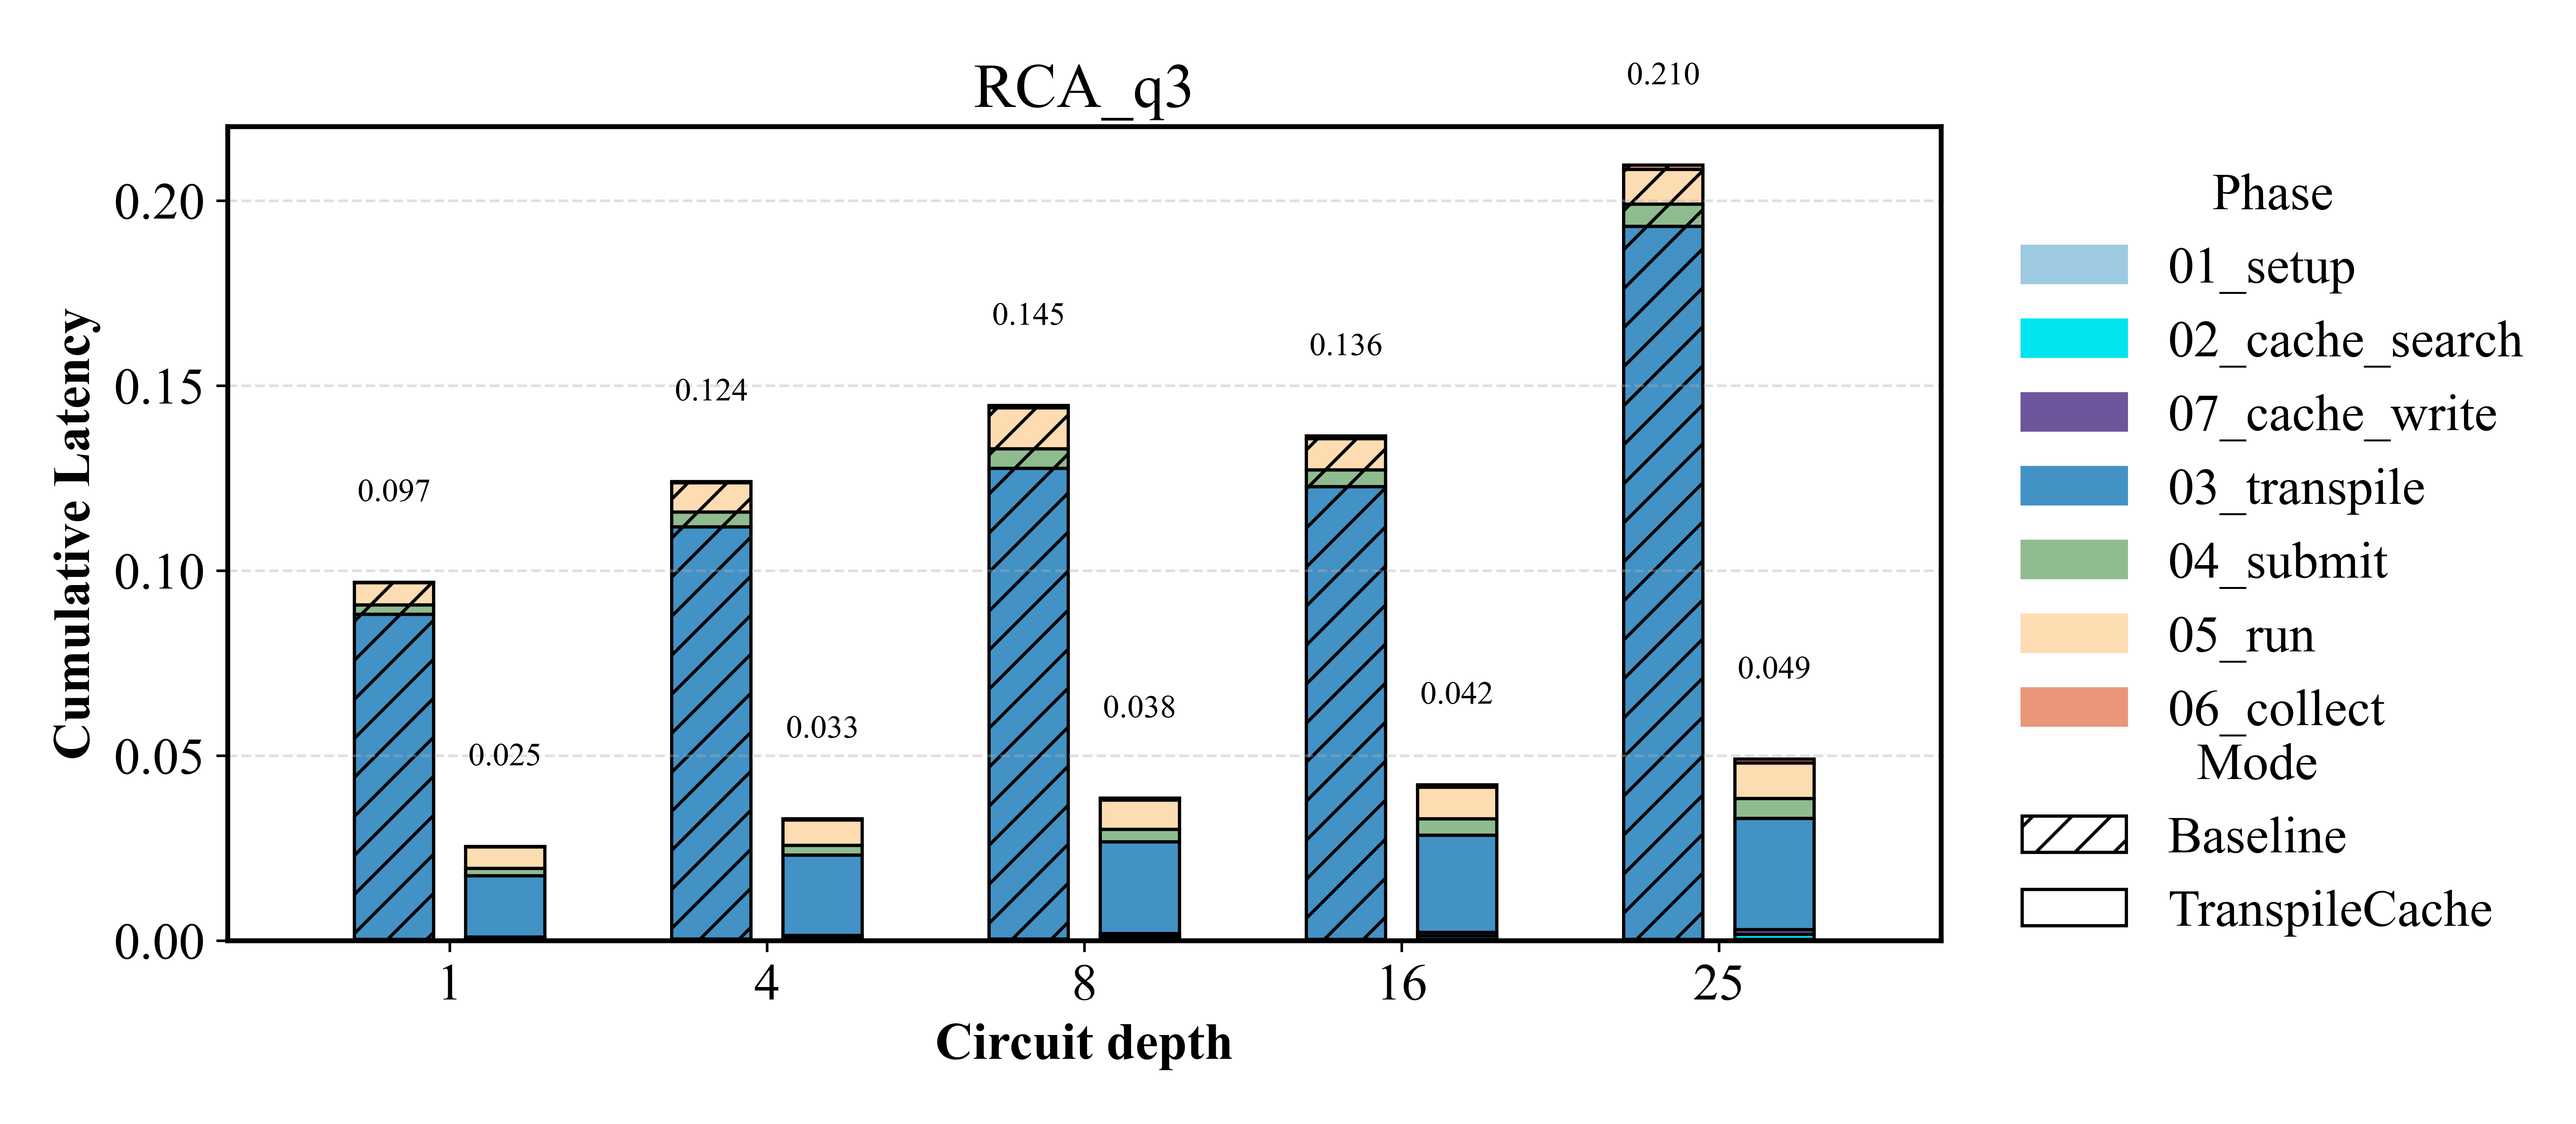 RCA_q3
0.210
0.145
0.136
0.124
0.097
0.049
0.042
0.038
0.033
0.025
Cumulative Latency
0.20
0.15
0.10
0.05
0.00
1
4
8
16
25
Circuit depth
Phase
01_setup
02_cache_search
07_cache_write
03_transpile
04_submit
05_run
06_collect
Mode
Baseline
TranspileCache